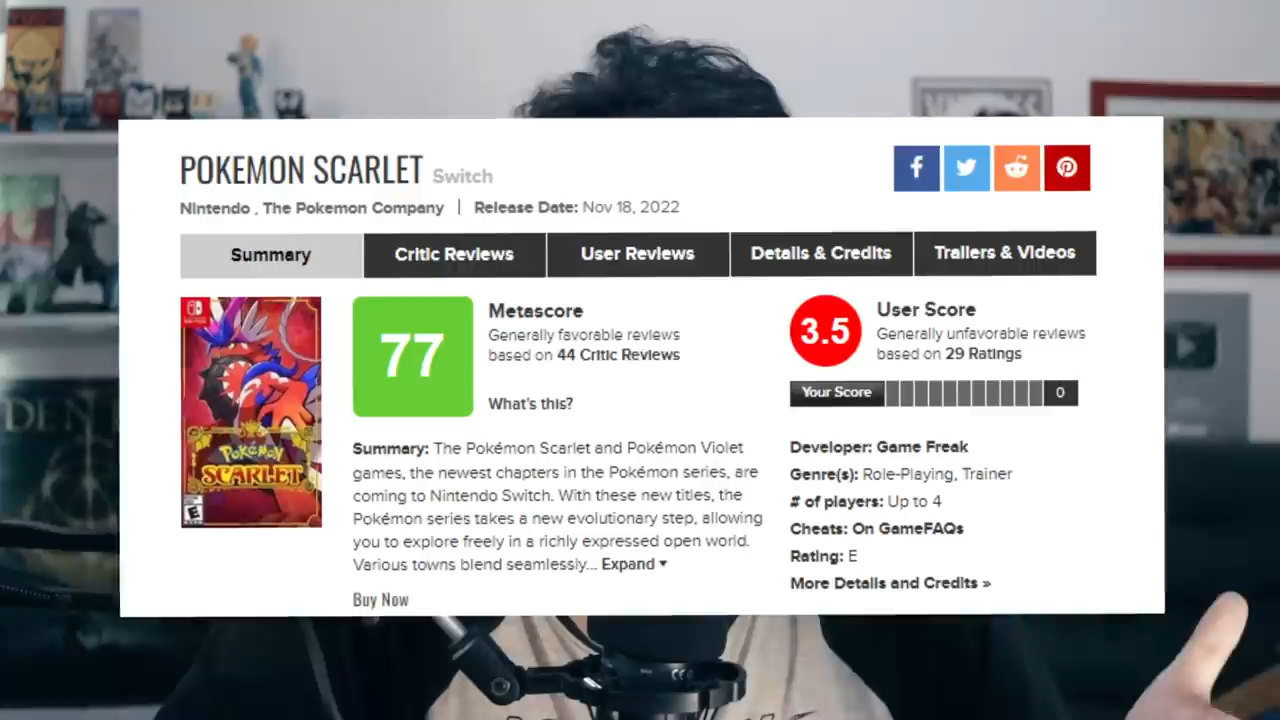 POKEMON SCARLET Switch
Nintendo , The Pokemon Company | Release Date: Nov 18, 2022
Summary Critic Reviews User Reviews Details & Credits Trailers & Videos
77
Metascore
Generally favorable reviews
based on 44 Critic Reviews
What's this?
3.5
User Score
Generally unfavorable reviews
based on 29 Ratings
Your Score 0
POKéMON
SCARLET
E
Summary: The Pokémon Scarlet and Pokémon Violet
games, the newest chapters in the Pokémon series, are
coming to Nintendo Switch. With these new titles, the
Pokémon series takes a new evolutionary step, allowing
you to explore freely in a richly expressed open world.
Various towns blend seamlessly... Expand ▾
Buy Now
Developer: Game Freak
Genre(s): Role-Playing, Trainer
# of players: Up to 4
Cheats: On GameFAQs
Rating: E
More Details and Credits »